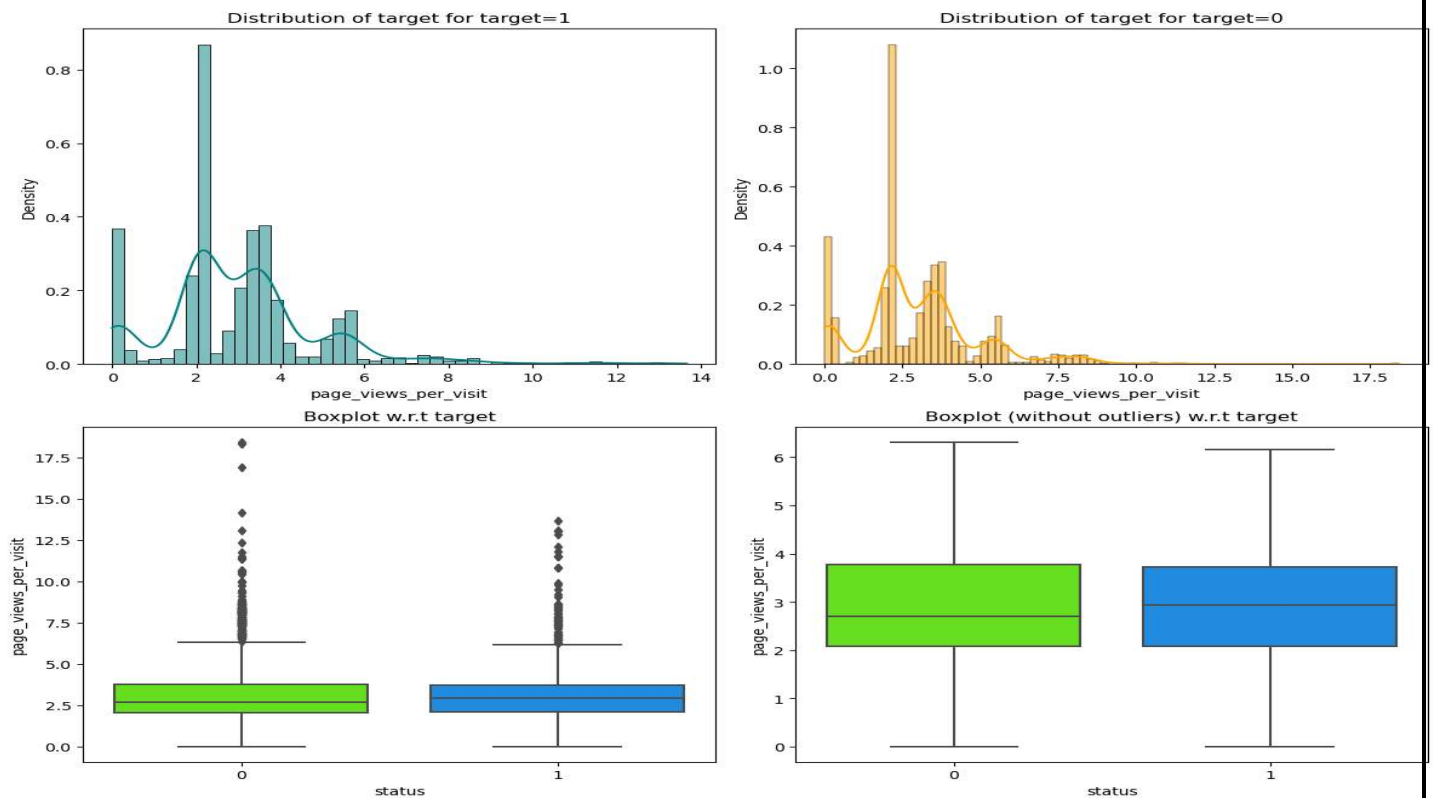 Distribution of target for target=1
Density
0.8
0.6
0.4
0.2
0.0
0 2 4 6 8 10 12 14
page_views_per_visit
Distribution of target for target=0
Density
1.0
0.8
0.6
0.4
0.2
0.0
0.0 2.5 5.0 7.5 10.0 12.5 15.0 17.5
page_views_per_visit
Boxplot w.r.t target
page_views_per_visit
17.5
15.0
12.5
10.0
7.5
5.0
2.5
0.0
0 1
status
Boxplot (without outliers) w.r.t target
page_views_per_visit
6
5
4
3
2
1
0
0 1
status